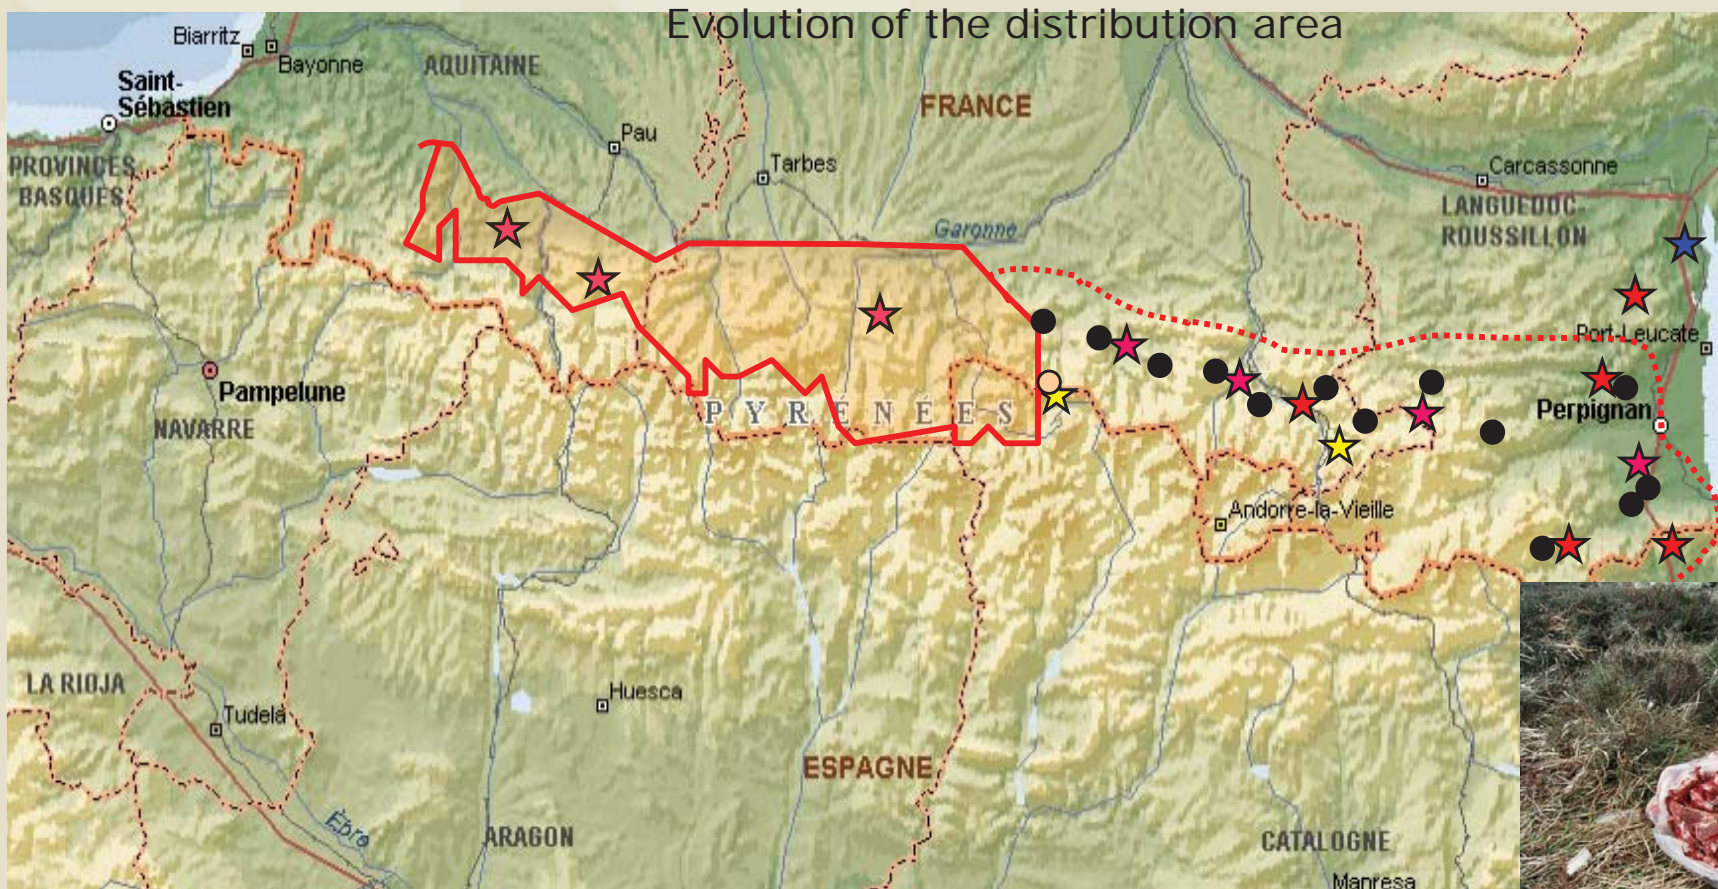 Evolution of the distribution area
Biarritz
Bayonne
AQUITAINE
Saint-
Sébastien
FRANCE
Pau
PROVINCES
BASQUES
Tarbes
Carcassonne
LANGUEDOC-
ROUSSILLON
Garonne
Port-Leucate
Pampelune
NAVARRE
PYRÉNÉES
Perpignan
Andorre-la-Vieille
LA RIOJA
Tudela
Huesca
ESPAGNE
Èbre
ARAGON
CATALOGNE
Manresa